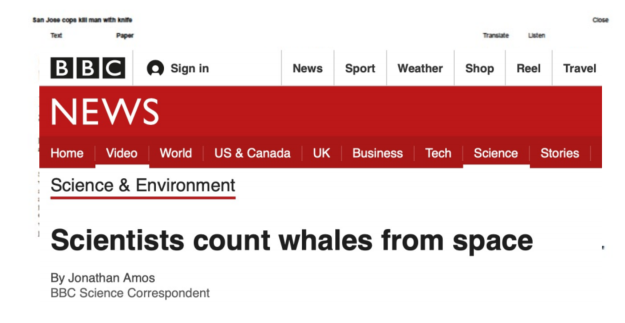 San Jose cops kill man with knife Close
Text Paper Translate Listen
BBC Sign in News Sport Weather Shop Reel Travel
NEWS
Home Video World US & Canada UK Business Tech Science Stories
Science & Environment
Scientists count whales from space
By Jonathan Amos
BBC Science Correspondent